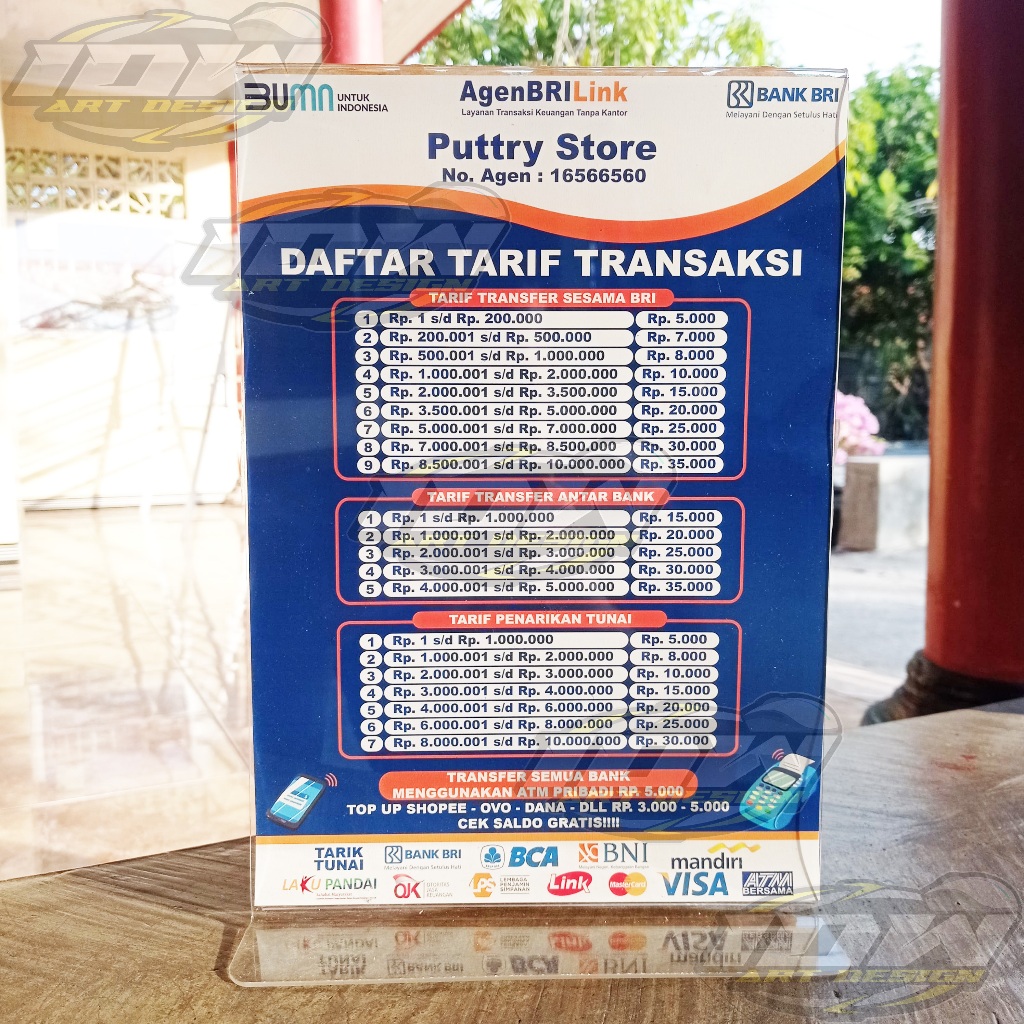 IDW
ART DESIGN
BUMN UNTUK INDONESIA
AgenBRILink
Layanan Transaksi Keuangan Tanpa Kantor
BANK BRI
Melayani Dengan Setulus Hati
Puttry Store
No. Agen : 16566560
DAFTAR TARIF TRANSAKSI
TARIF TRANSFER SESAMA BRI
1 Rp. 1 s/d Rp. 200.000 Rp. 5.000
2 Rp. 200.001 s/d Rp. 500.000 Rp. 7.000
3 Rp. 500.001 s/d Rp. 1.000.000 Rp. 8.000
4 Rp. 1.000.001 s/d Rp. 2.000.000 Rp. 10.000
5 Rp. 2.000.001 s/d Rp. 3.500.000 Rp. 15.000
6 Rp. 3.500.001 s/d Rp. 5.000.000 Rp. 20.000
7 Rp. 5.000.001 s/d Rp. 7.000.000 Rp. 25.000
8 Rp. 7.000.001 s/d Rp. 8.500.000 Rp. 30.000
9 Rp. 8.500.001 s/d Rp. 10.000.000 Rp. 35.000
TARIF TRANSFER ANTAR BANK
1 Rp. 1 s/d Rp. 1.000.000 Rp. 15.000
2 Rp. 1.000.001 s/d Rp. 2.000.000 Rp. 20.000
3 Rp. 2.000.001 s/d Rp. 3.000.000 Rp. 25.000
4 Rp. 3.000.001 s/d Rp. 4.000.000 Rp. 30.000
5 Rp. 4.000.001 s/d Rp. 5.000.000 Rp. 35.000
TARIF PENARIKAN TUNAI
1 Rp. 1 s/d Rp. 1.000.000 Rp. 5.000
2 Rp. 1.000.001 s/d Rp. 2.000.000 Rp. 8.000
3 Rp. 2.000.001 s/d Rp. 3.000.000 Rp. 10.000
4 Rp. 3.000.001 s/d Rp. 4.000.000 Rp. 15.000
5 Rp. 4.000.001 s/d Rp. 6.000.000 Rp. 20.000
6 Rp. 6.000.001 s/d Rp. 8.000.000 Rp. 25.000
7 Rp. 8.000.001 s/d Rp. 10.000.000 Rp. 30.000
TRANSFER SEMUA BANK
MENGGUNAKAN ATM PRIBADI RP. 5.000
TOP UP SHOPEE - OVO - DANA - DLL RP. 3.000 - 5.000
CEK SALDO GRATIS!!!!
TARIK TUNAI BANK BRI BCA BNI mandiri
Melayani Dengan Setulus Hati
LAKU PANDAI OJK OTORITAS JASA KEUANGAN LPS LEMBAGA PENJAMIN SIMPANAN Link MasterCard VISA ATM BERSAMA